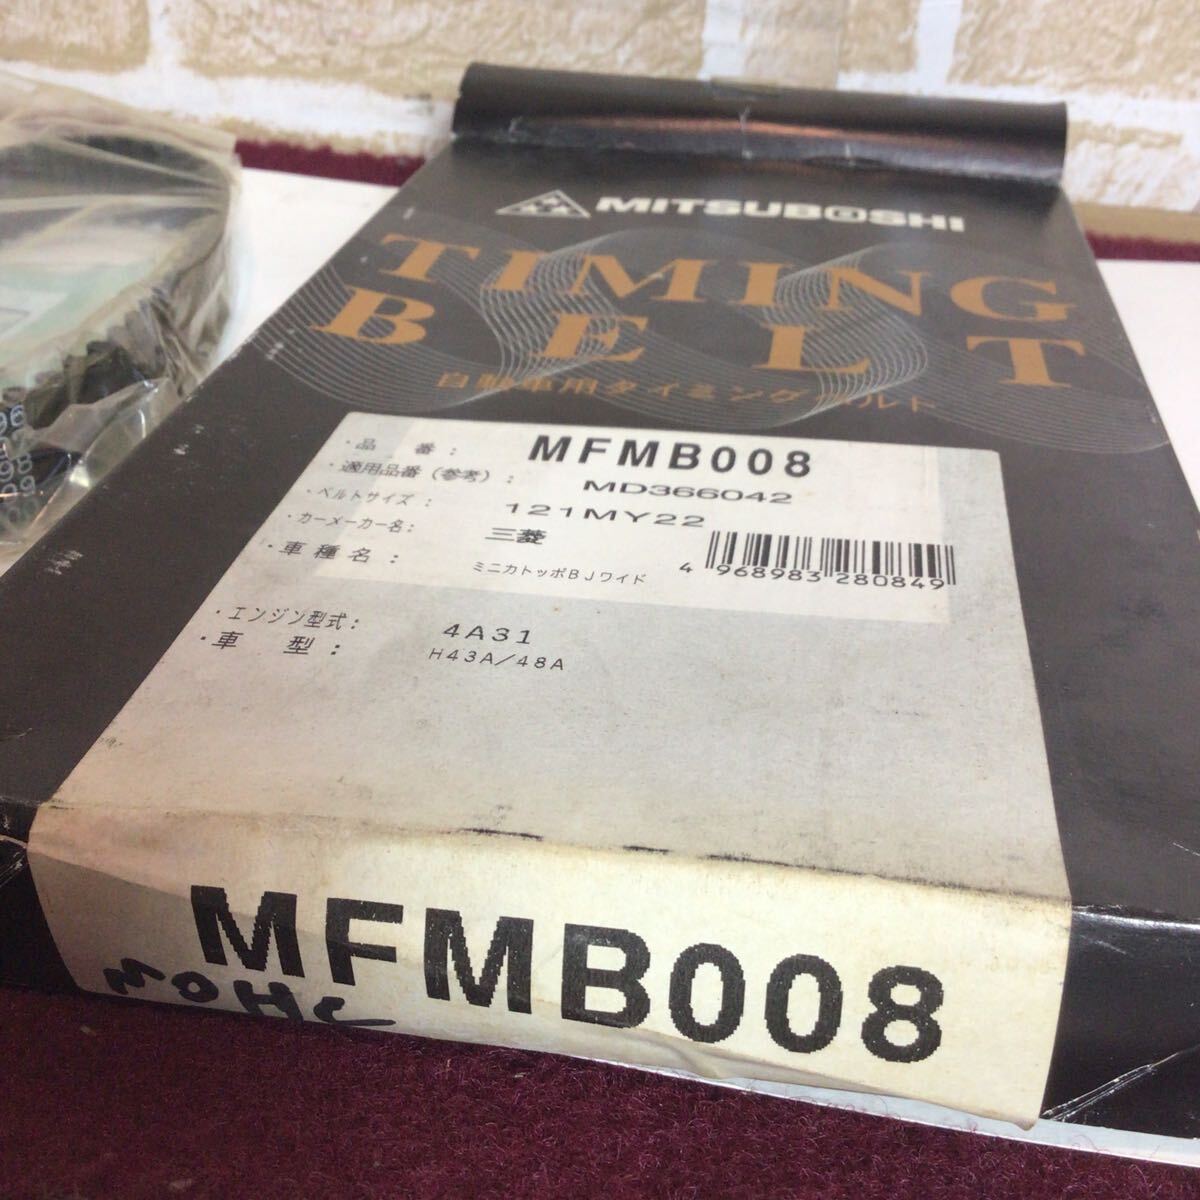 MITSUBOSHI
TIMING
BELT
自動車用タイミングベルト
・品 番： MFMB008
・適用品番（参考）： MD366042
・ベルトサイズ： 121MY22
・カーメーカー名： 三菱
・車種名： ミニカトッポBJワイド
4 968983 280849
・エンジン型式： 4A31
・車 型： H43A／48A
MFMB008